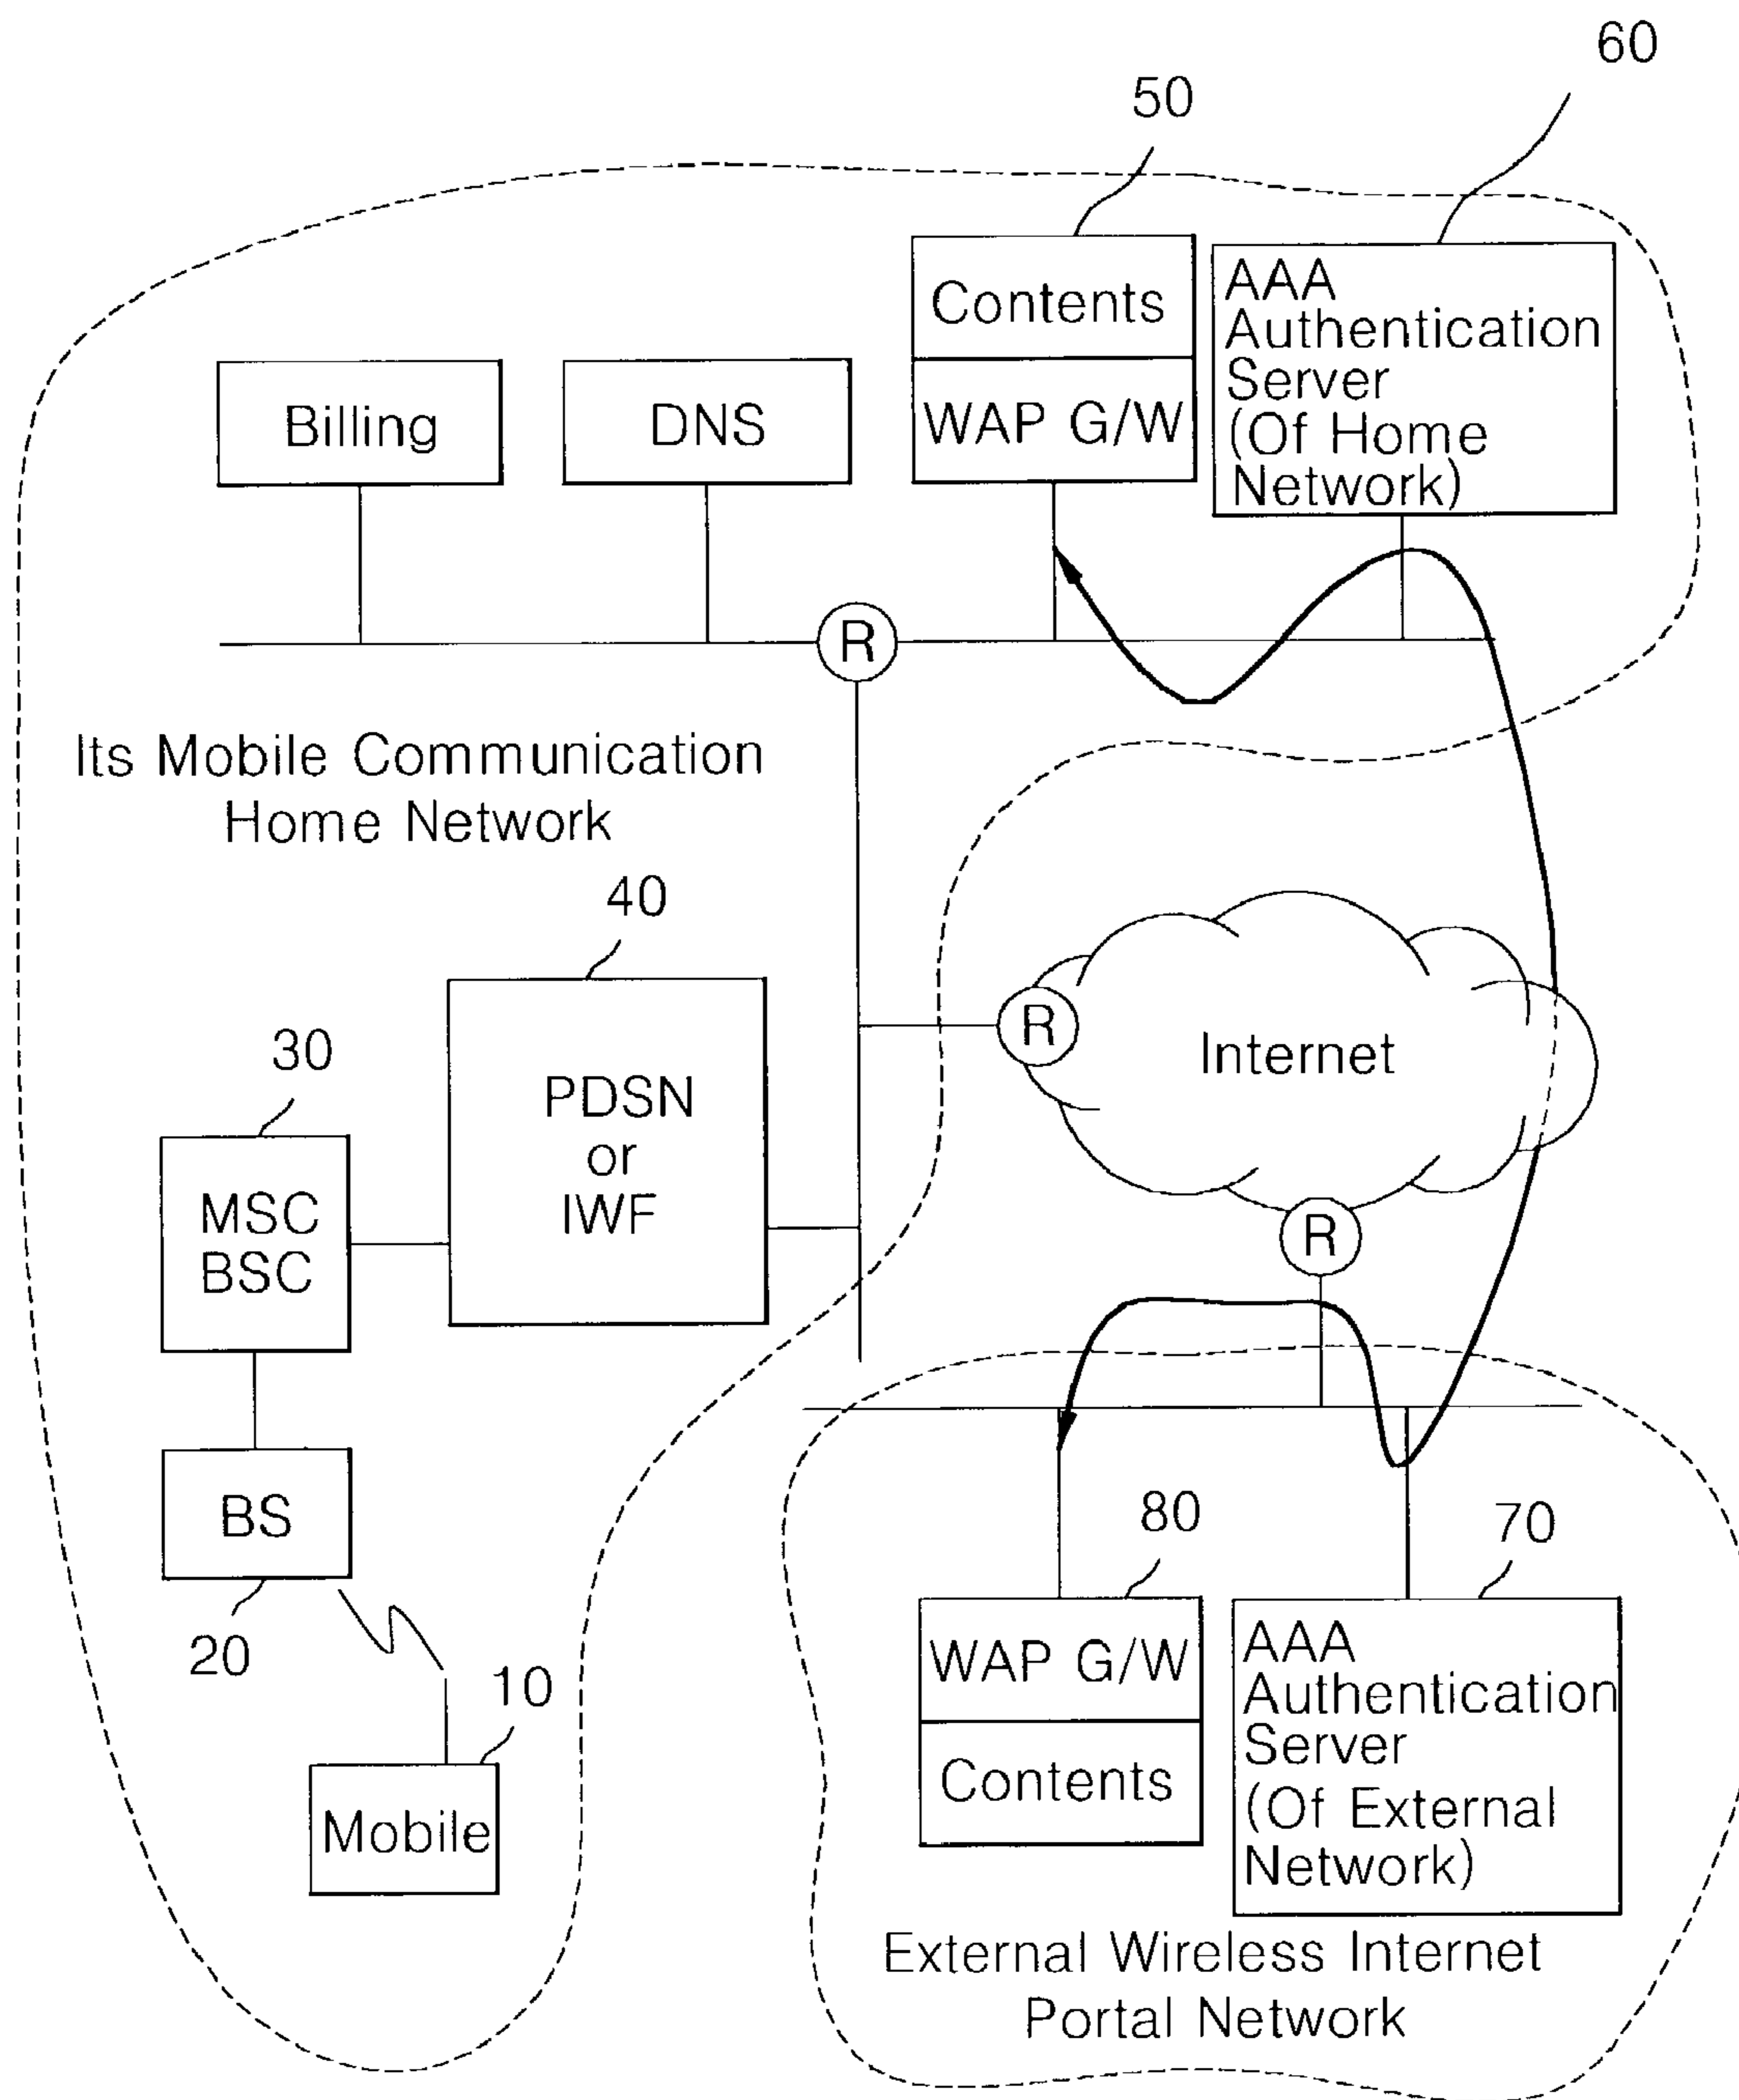 60
50
Contents
WAP G/W
AAA
Authentication
Server
(Of Home
Network)
Billing
DNS
R
Its Mobile Communication
Home Network
40
PDSN
or
IWF
30
MSC
BSC
R
Internet
R
BS
20
10
Mobile
80
WAP G/W
Contents
70
AAA
Authentication
Server
(Of External
Network)
External Wireless Internet
Portal Network